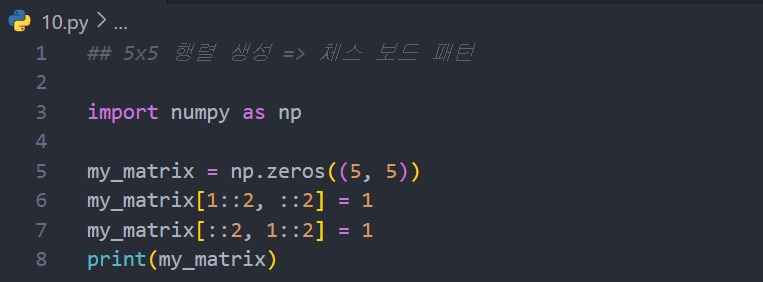 10.py > ...
1 ## 5x5 행렬 생성 => 체스 보드 패턴
2
3 import numpy as np
4
5 my_matrix = np.zeros((5, 5))
6 my_matrix[1::2, ::2] = 1
7 my_matrix[::2, 1::2] = 1
8 print(my_matrix)